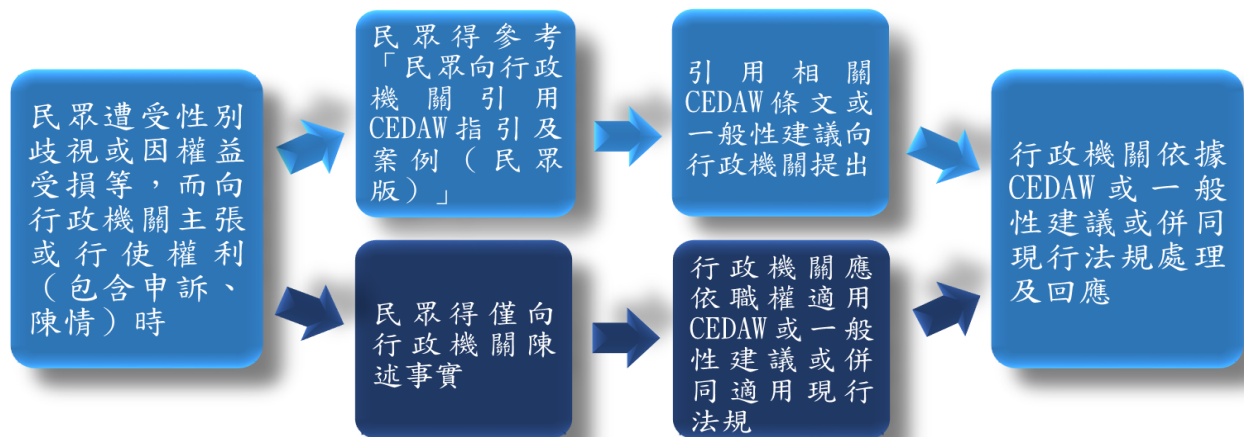 民眾遭受性別
歧視或因權益
受損等，而向
行政機關主張
或行使權利
（包含申訴、
陳情）時
民眾得參考
「民眾向行政
機關引用
CEDAW指引及
案例（民眾
版）」
引用相關
CEDAW條文或
一般性建議向
行政機關提出
民眾得僅向
行政機關陳
述事實
行政機關應
依職權適用
CEDAW或一般
性建議或併
同適用現行
法規
行政機關依據
CEDAW或一般
性建議或併同
現行法規處理
及回應